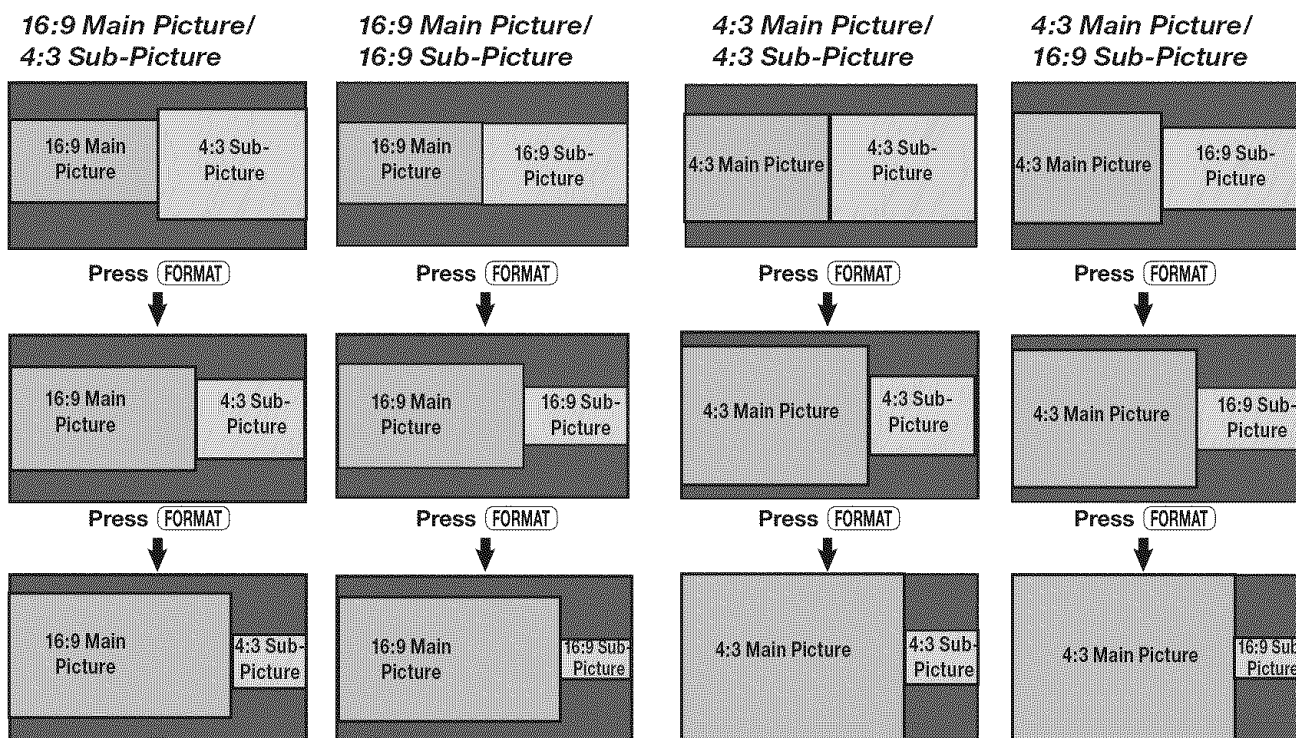 16:9 Main Picture/
4:3 Sub-Picture
16:9 Main Picture/
16:9 Sub-Picture
4:3 Main Picture/
4:3 Sub-Picture
4:3 Main Picture/
16:9 Sub-Picture
16:9 Main
Picture
4:3 Sub-
Picture
16:9 Main
Picture
16:9 Sub-
Picture
4:3 Main Picture
4:3 Sub-
Picture
4:3 Main Picture
16:9 Sub-
Picture
Press FORMAT
Press FORMAT
Press FORMAT
Press FORMAT
16:9 Main
Picture
4:3 Sub-
Picture
16:9 Main
Picture
16:9 Sub-
Picture
4:3 Main Picture
4:3 Sub-
Picture
4:3 Main Picture
16:9 Sub-
Picture
Press FORMAT
Press FORMAT
Press FORMAT
Press FORMAT
16:9 Main
Picture
4:3 Sub-
Picture
16:9 Main
Picture
16:9 Sub-
Picture
4:3 Main Picture
4:3 Sub-
Picture
4:3 Main Picture
16:9 Sub-
Picture